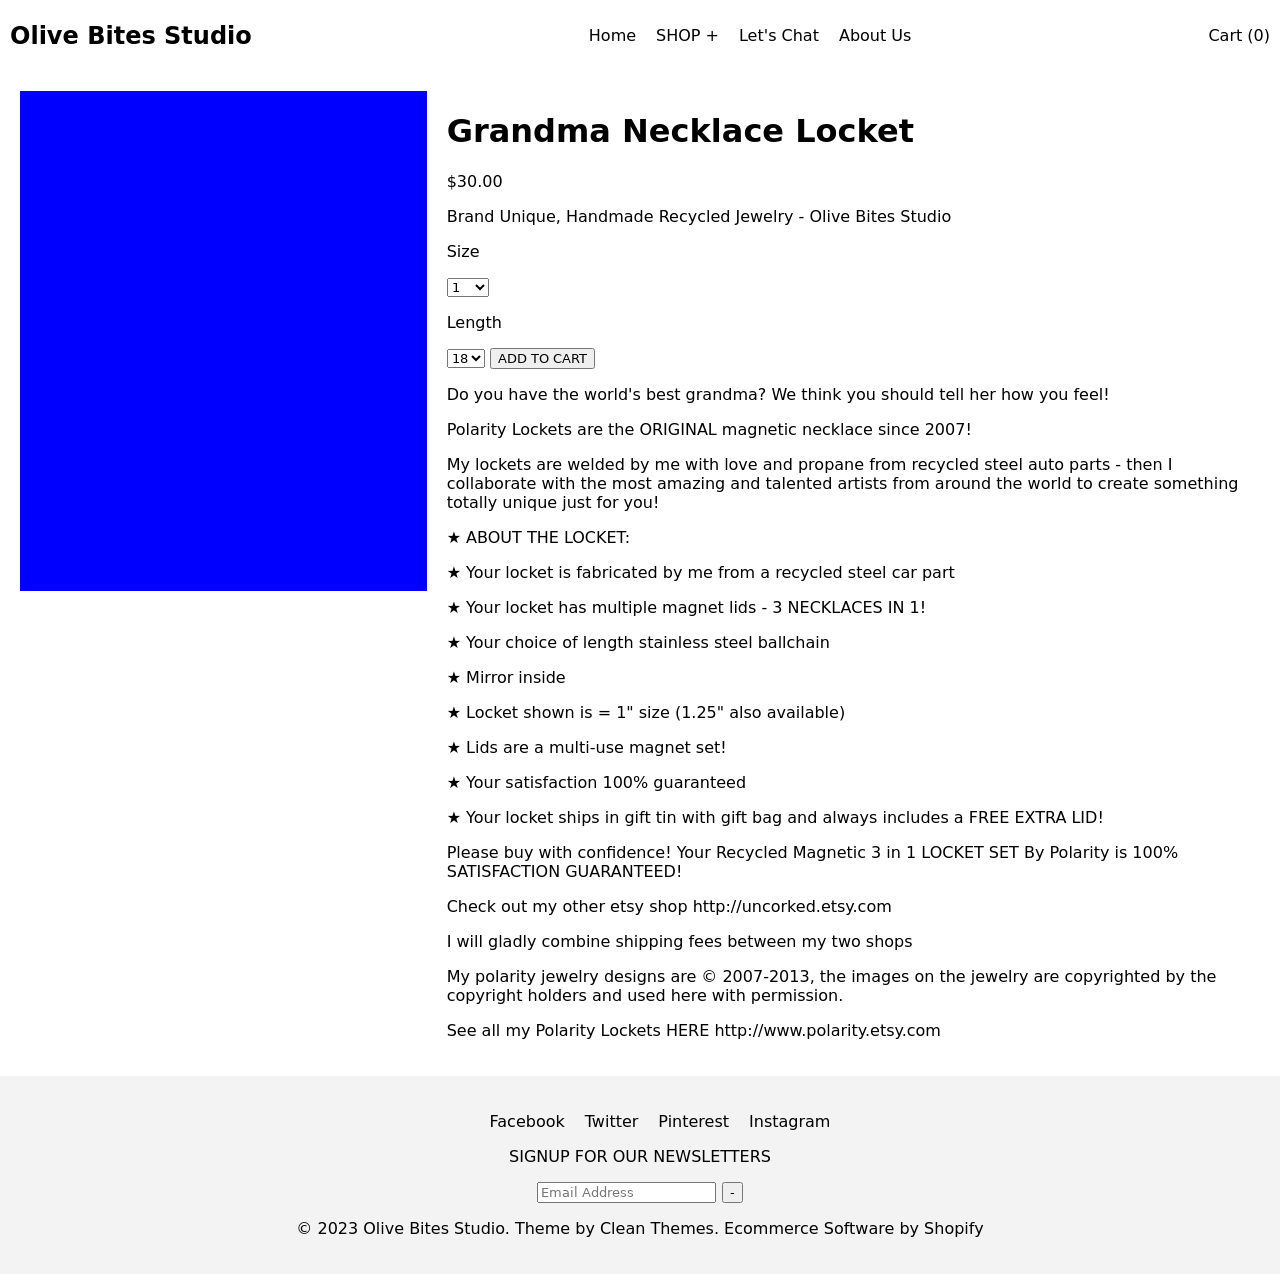 Olive Bites Studio
Home SHOP + Let's Chat About Us
Cart (0)
Grandma Necklace Locket
$30.00
Brand Unique, Handmade Recycled Jewelry - Olive Bites Studio
Size
1
Length
18 ADD TO CART
Do you have the world's best grandma? We think you should tell her how you feel!
Polarity Lockets are the ORIGINAL magnetic necklace since 2007!
My lockets are welded by me with love and propane from recycled steel auto parts - then I
collaborate with the most amazing and talented artists from around the world to create something
totally unique just for you!
★ ABOUT THE LOCKET:
★ Your locket is fabricated by me from a recycled steel car part
★ Your locket has multiple magnet lids - 3 NECKLACES IN 1!
★ Your choice of length stainless steel ballchain
★ Mirror inside
★ Locket shown is = 1" size (1.25" also available)
★ Lids are a multi-use magnet set!
★ Your satisfaction 100% guaranteed
★ Your locket ships in gift tin with gift bag and always includes a FREE EXTRA LID!
Please buy with confidence! Your Recycled Magnetic 3 in 1 LOCKET SET By Polarity is 100%
SATISFACTION GUARANTEED!
Check out my other etsy shop http://uncorked.etsy.com
I will gladly combine shipping fees between my two shops
My polarity jewelry designs are © 2007-2013, the images on the jewelry are copyrighted by the
copyright holders and used here with permission.
See all my Polarity Lockets HERE http://www.polarity.etsy.com
Facebook Twitter Pinterest Instagram
SIGNUP FOR OUR NEWSLETTERS
Email Address -
© 2023 Olive Bites Studio. Theme by Clean Themes. Ecommerce Software by Shopify